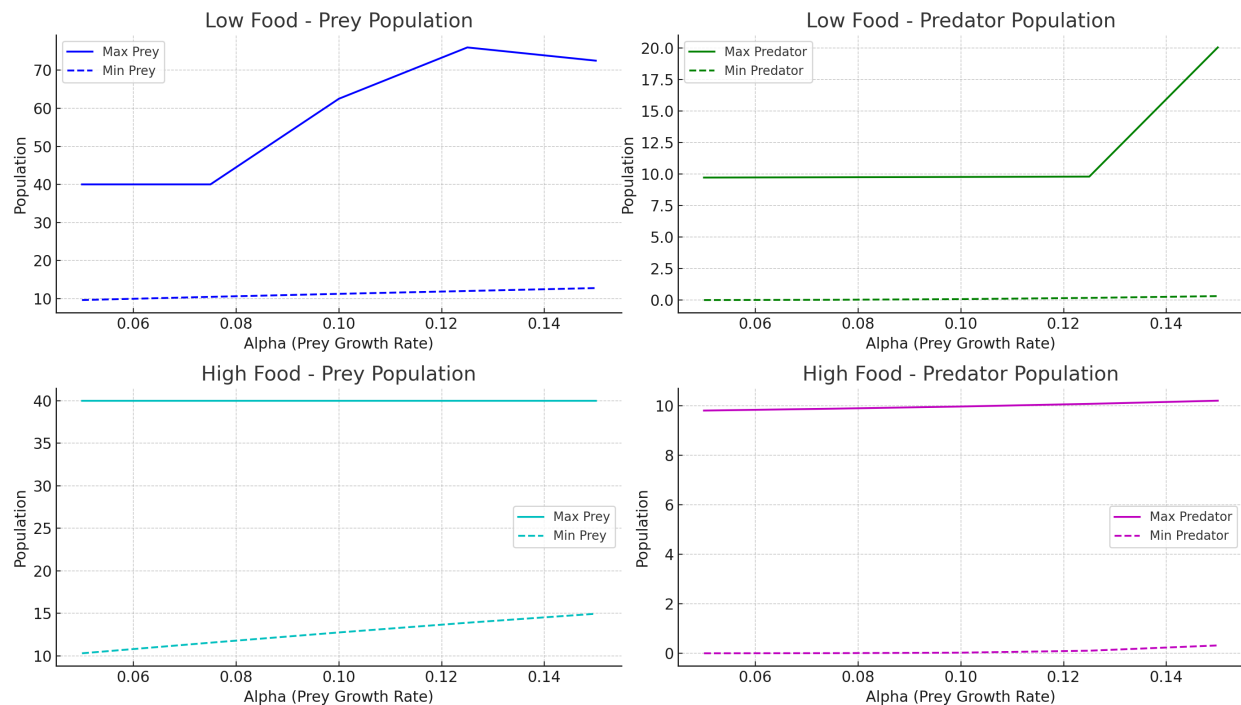 Low Food - Prey Population
Max Prey
Min Prey
Population
70
60
50
40
30
20
10
0.06 0.08 0.10 0.12 0.14
Alpha (Prey Growth Rate)
Low Food - Predator Population
Max Predator
Min Predator
Population
20.0
17.5
15.0
12.5
10.0
7.5
5.0
2.5
0.0
0.06 0.08 0.10 0.12 0.14
Alpha (Prey Growth Rate)
High Food - Prey Population
Max Prey
Min Prey
Population
40
35
30
25
20
15
10
0.06 0.08 0.10 0.12 0.14
Alpha (Prey Growth Rate)
High Food - Predator Population
Max Predator
Min Predator
Population
10
8
6
4
2
0
0.06 0.08 0.10 0.12 0.14
Alpha (Prey Growth Rate)